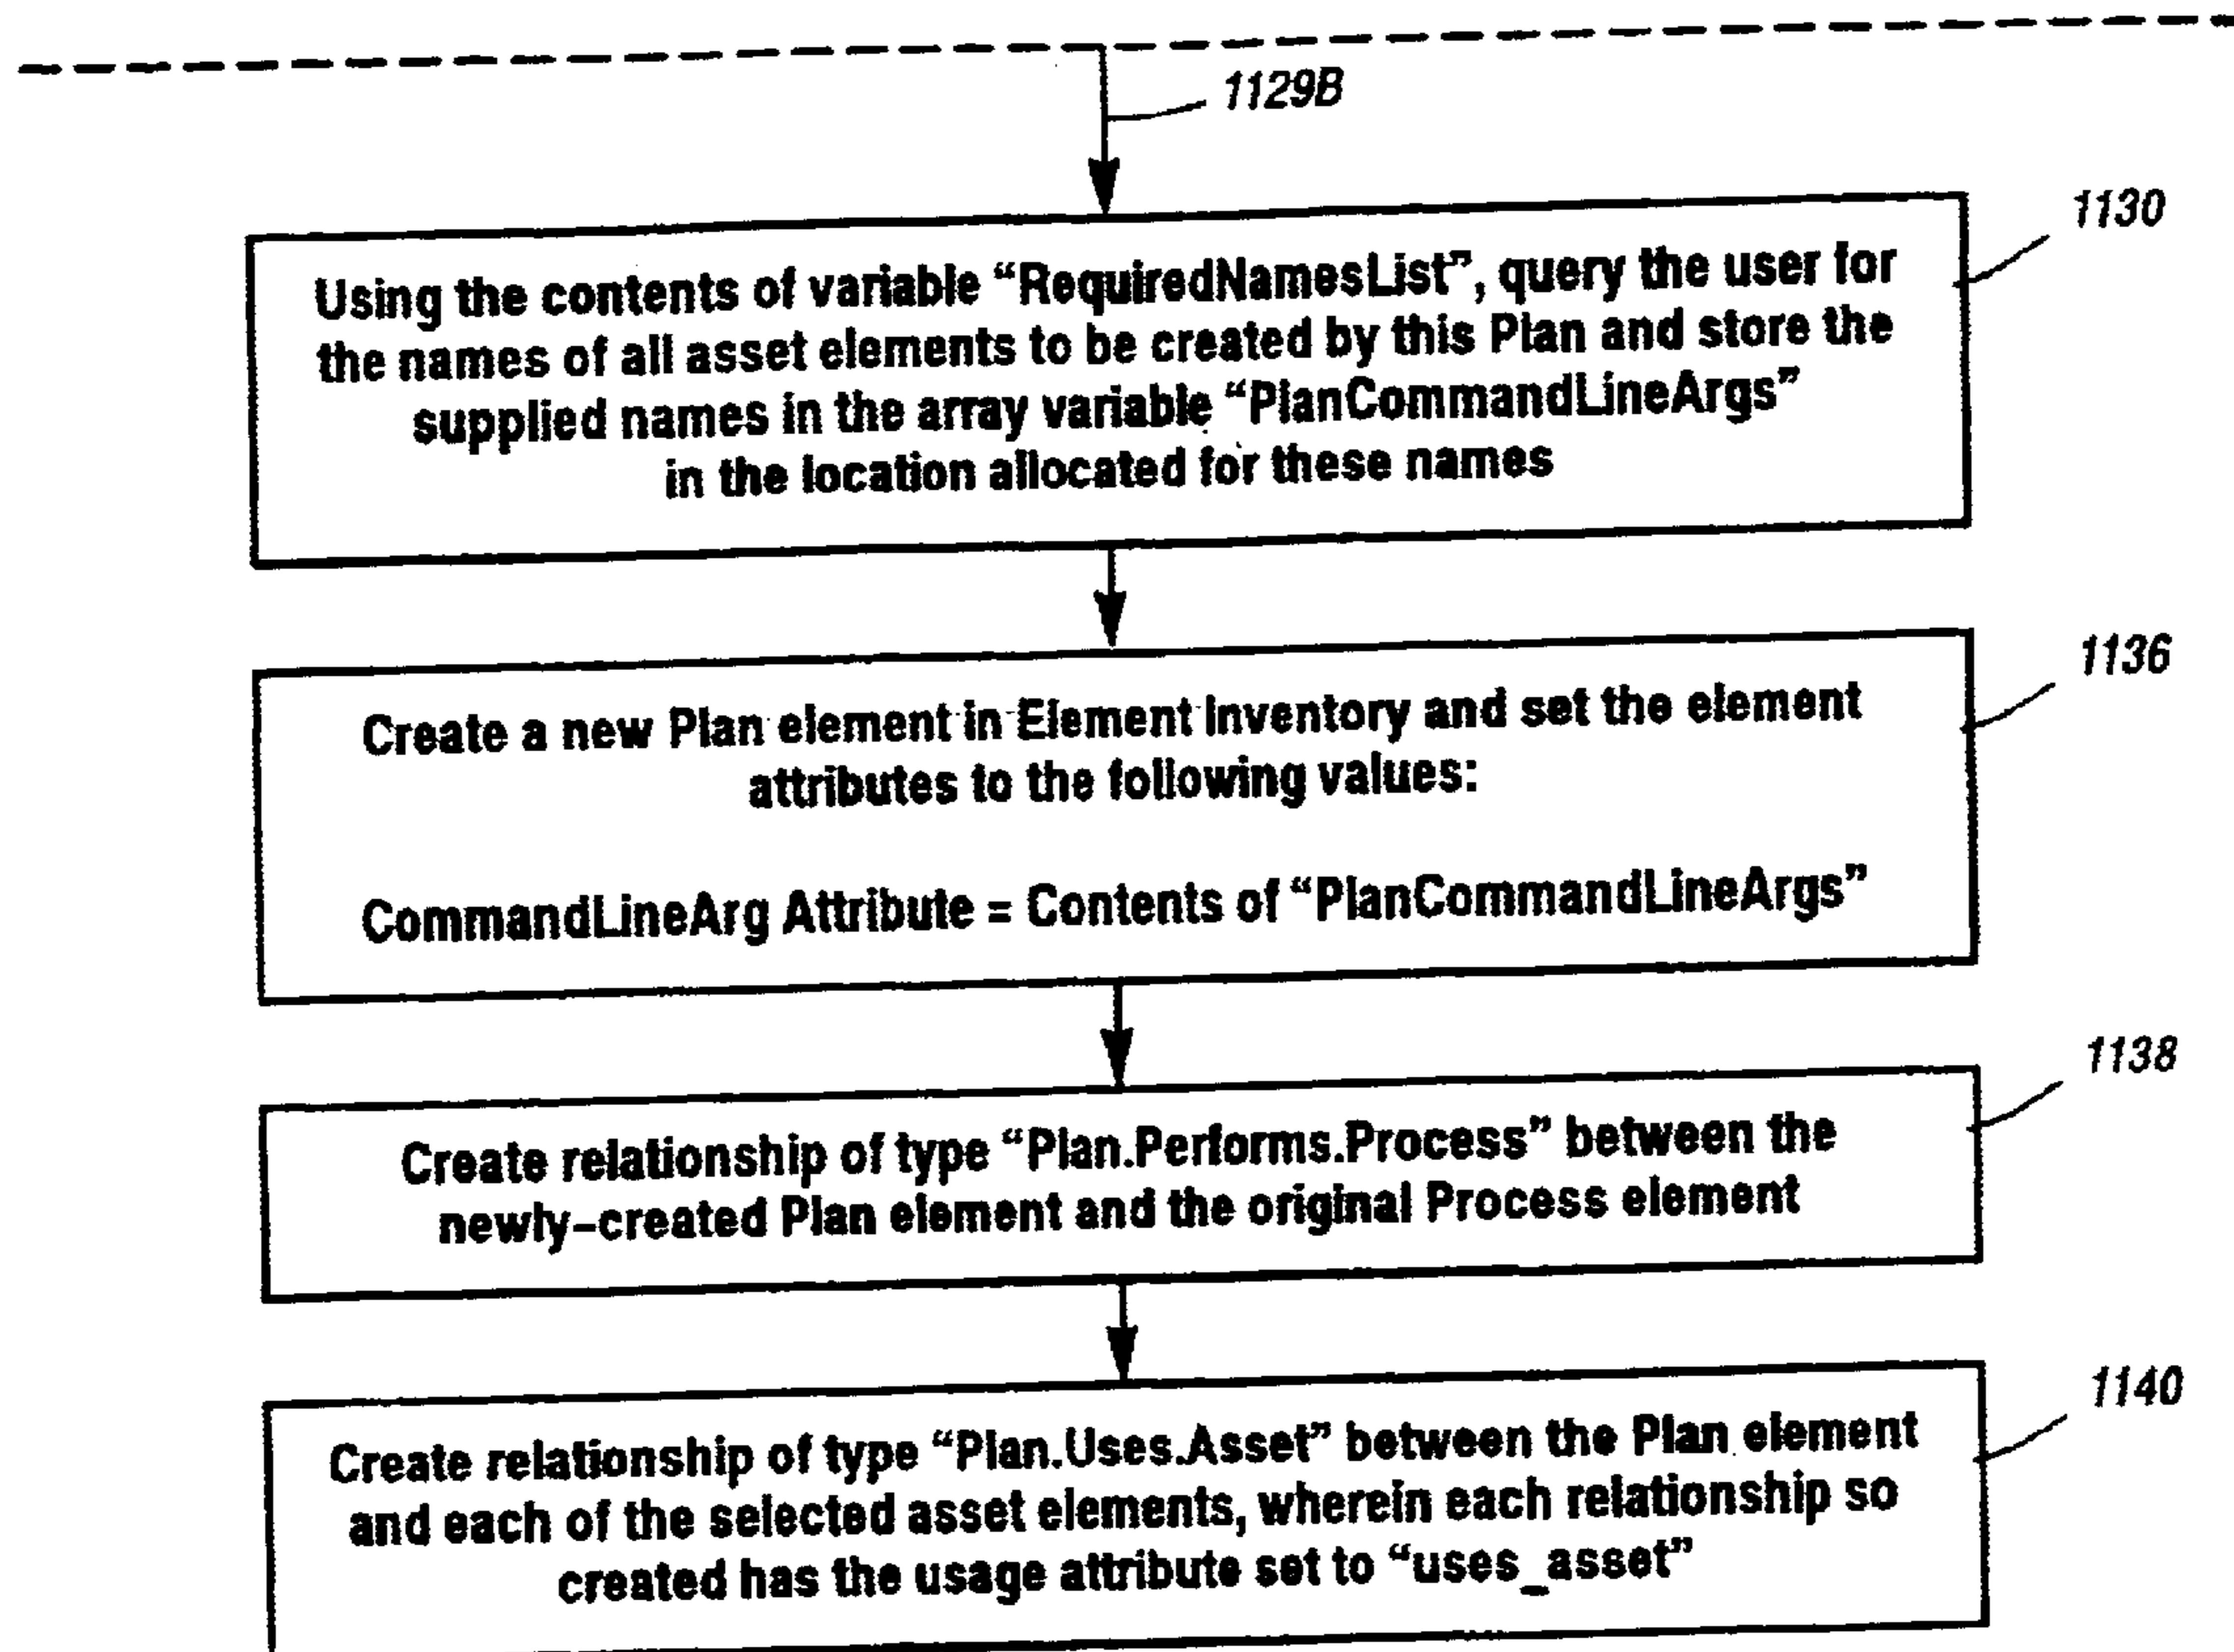 1129B
1130
Using the contents of variable “RequiredNamesList”, query the user for
the names of all asset elements to be created by this Plan and store the
supplied names in the array variable “PlanCommandLineArgs”
in the location allocated for these names
1136
Create a new Plan element in Element Inventory and set the element
attributes to the following values:
CommandLineArg Attribute = Contents of “PlanCommandLineArgs”
1138
Create relationship of type “Plan.Performs.Process” between the
newly-created Plan element and the original Process element
1140
Create relationship of type “Plan.Uses.Asset” between the Plan element
and each of the selected asset elements, wherein each relationship so
created has the usage attribute set to “uses_asset”